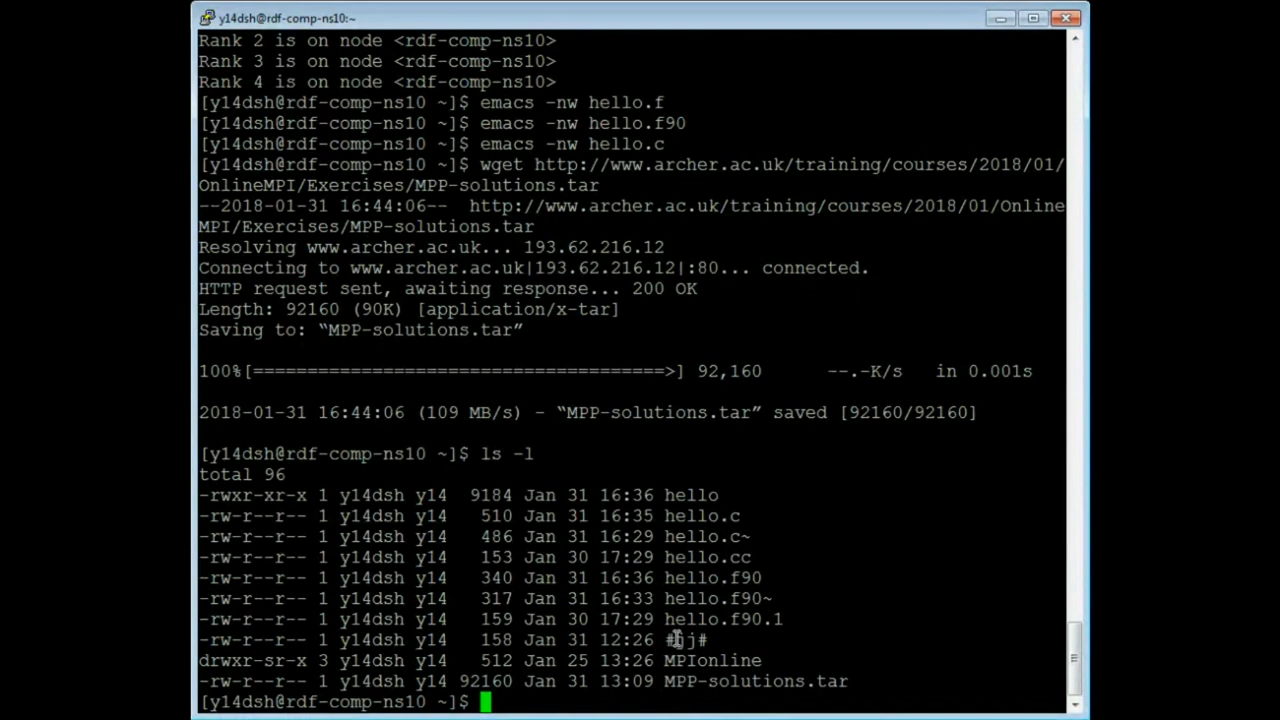 y14dsh@rdf-comp-ns10:~
Rank 2 is on node <rdf-comp-ns10>
Rank 3 is on node <rdf-comp-ns10>
Rank 4 is on node <rdf-comp-ns10>
[y14dsh@rdf-comp-ns10 ~]$ emacs -nw hello.f
[y14dsh@rdf-comp-ns10 ~]$ emacs -nw hello.f90
[y14dsh@rdf-comp-ns10 ~]$ emacs -nw hello.c
[y14dsh@rdf-comp-ns10 ~]$ wget http://www.archer.ac.uk/training/courses/2018/01/
OnlineMPI/Exercises/MPP-solutions.tar
--2018-01-31 16:44:06--  http://www.archer.ac.uk/training/courses/2018/01/Online
MPI/Exercises/MPP-solutions.tar
Resolving www.archer.ac.uk... 193.62.216.12
Connecting to www.archer.ac.uk|193.62.216.12|:80... connected.
HTTP request sent, awaiting response... 200 OK
Length: 92160 (90K) [application/x-tar]
Saving to: “MPP-solutions.tar”
100%[======================================>] 92,160      --.-K/s   in 0.001s
2018-01-31 16:44:06 (109 MB/s) - “MPP-solutions.tar” saved [92160/92160]
[y14dsh@rdf-comp-ns10 ~]$ ls -l
total 96
-rwxr-xr-x 1 y14dsh y14  9184 Jan 31 16:36 hello
-rw-r--r-- 1 y14dsh y14   510 Jan 31 16:35 hello.c
-rw-r--r-- 1 y14dsh y14   486 Jan 31 16:29 hello.c~
-rw-r--r-- 1 y14dsh y14   153 Jan 30 17:29 hello.cc
-rw-r--r-- 1 y14dsh y14   340 Jan 31 16:36 hello.f90
-rw-r--r-- 1 y14dsh y14   317 Jan 31 16:33 hello.f90~
-rw-r--r-- 1 y14dsh y14   159 Jan 30 17:29 hello.f90.1
-rw-r--r-- 1 y14dsh y14   158 Jan 31 12:26
drwxr-sr-x 3 y14dsh y14   512 Jan 25 13:26 MPIonline
-rw-r--r-- 1 y14dsh y14 92160 Jan 31 13:09 MPP-solutions.tar
[y14dsh@rdf-comp-ns10 ~]$